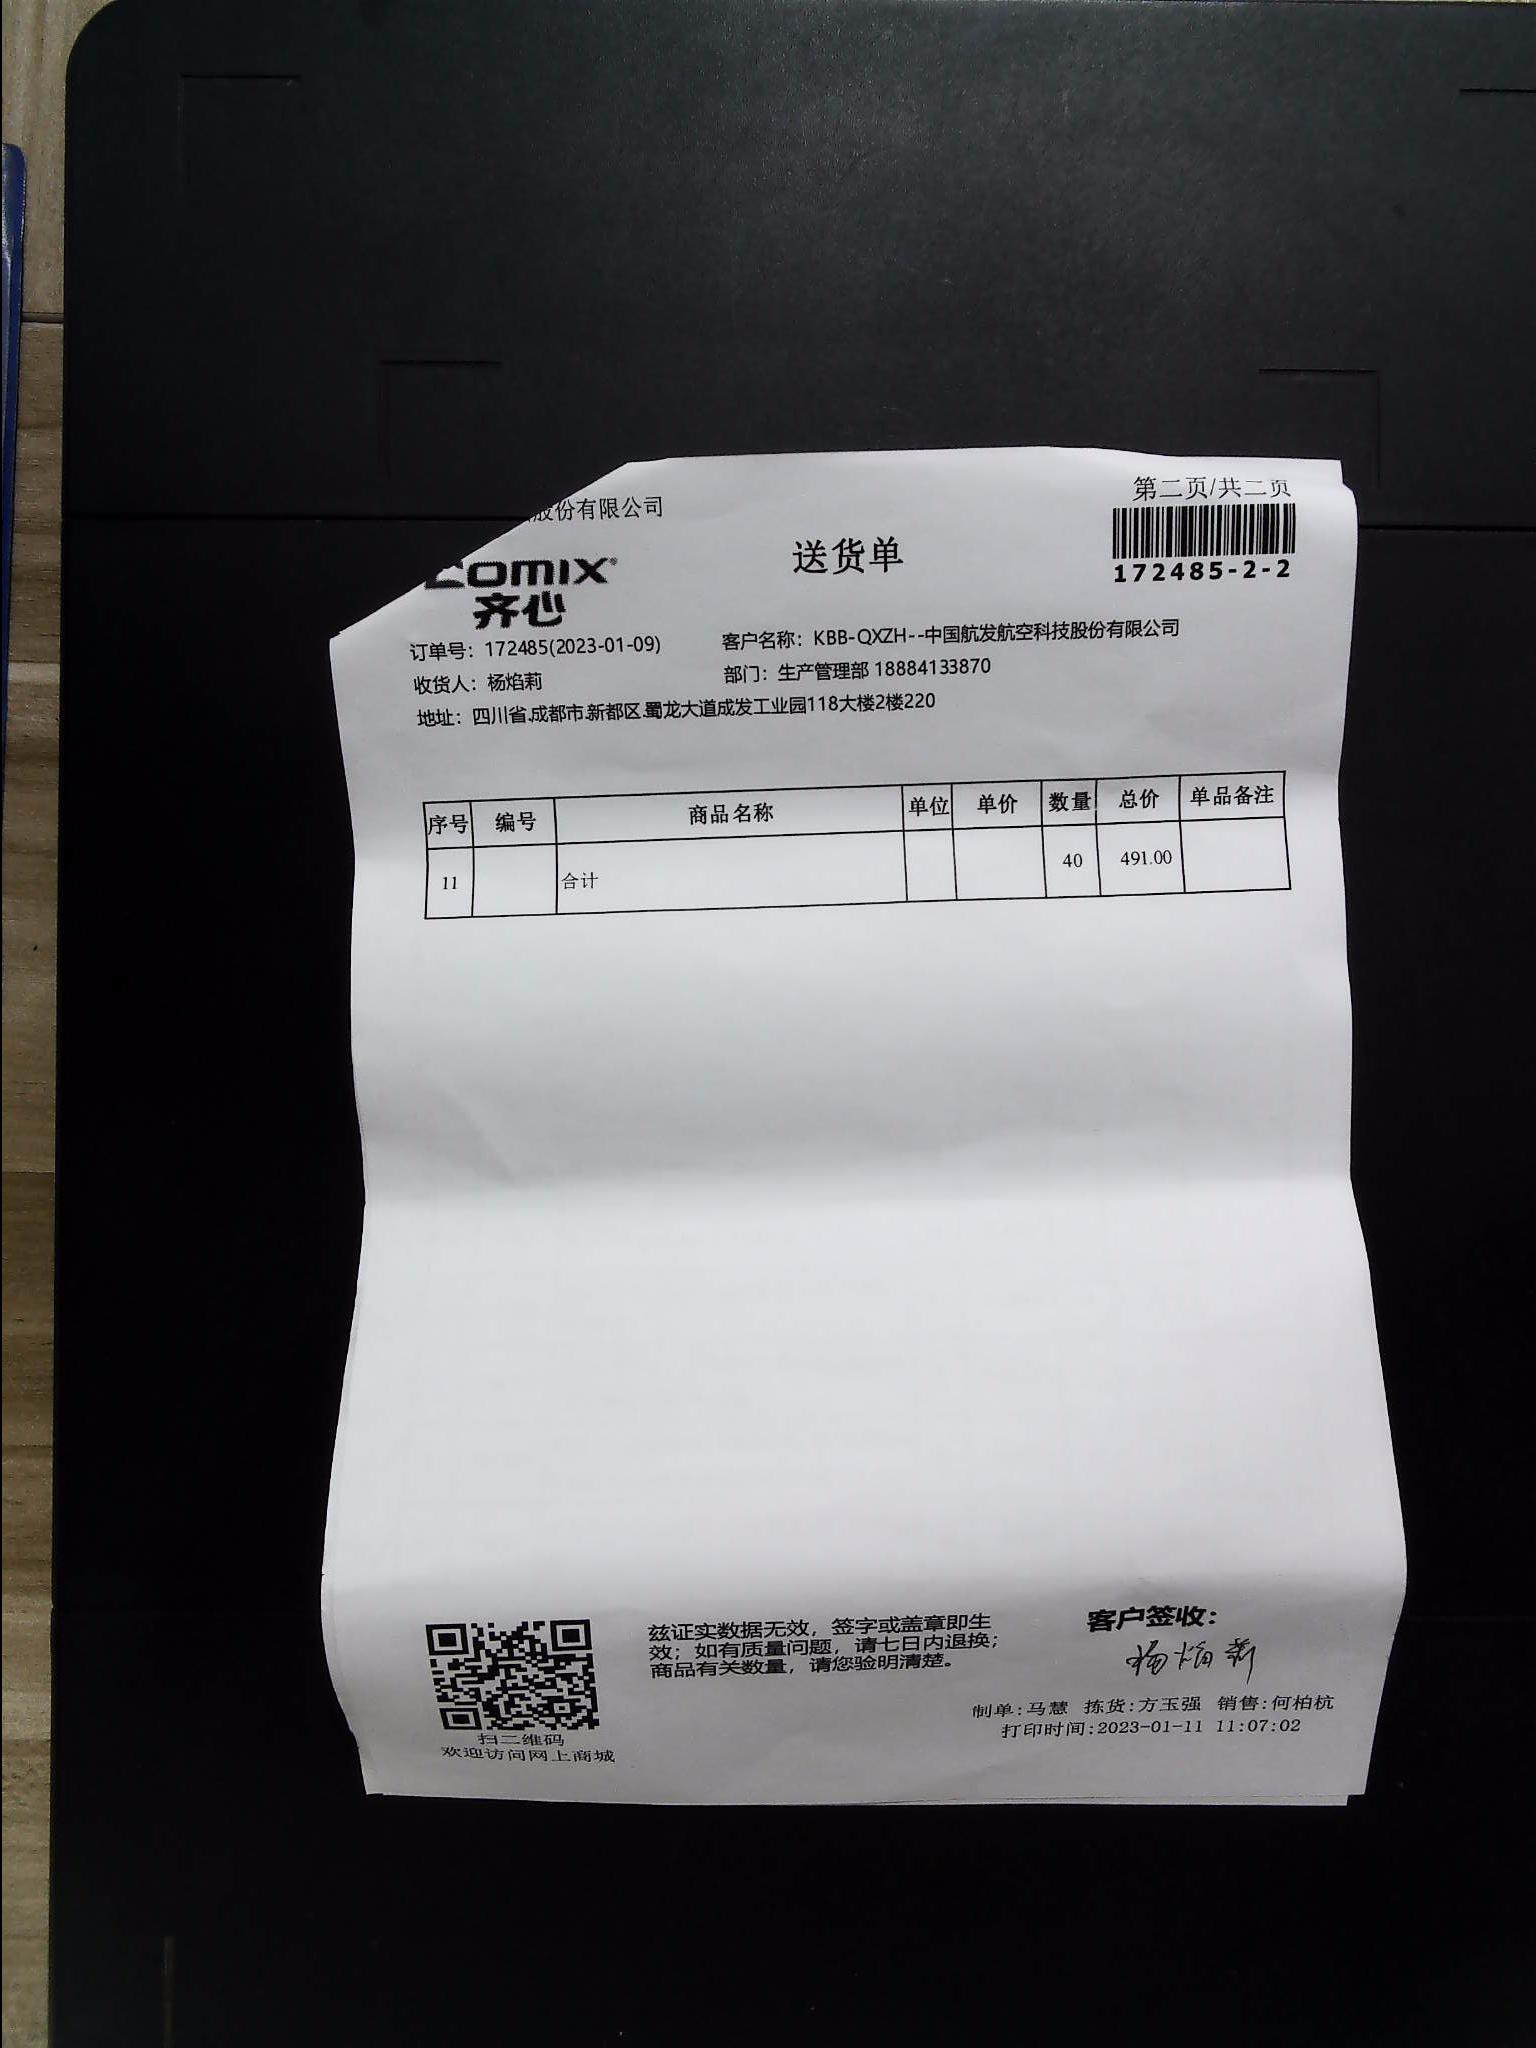 股份有限公司
第二页/共二页
comix®
齐心
送货单
172485-2-2
订单号：172485(2023-01-09)
客户名称：KBB-QXZH--中国航发航空科技股份有限公司
收货人：杨焰莉
部门：生产管理部 18884133870
地址：四川省.成都市.新都区.蜀龙大道成发工业园118大楼2楼220
序号 编号 商品名称 单位 单价 数量 总价 单品备注
11 合计 40 491.00
兹证实数据无效，签字或盖章即生
效；如有质量问题，请七日内退换；
商品有关数量，请您验明清楚。
客户签收：
杨焰莉
制单:马慧 拣货:方玉强 销售:何柏杭
打印时间:2023-01-11 11:07:02
扫二维码
欢迎访问网上商城